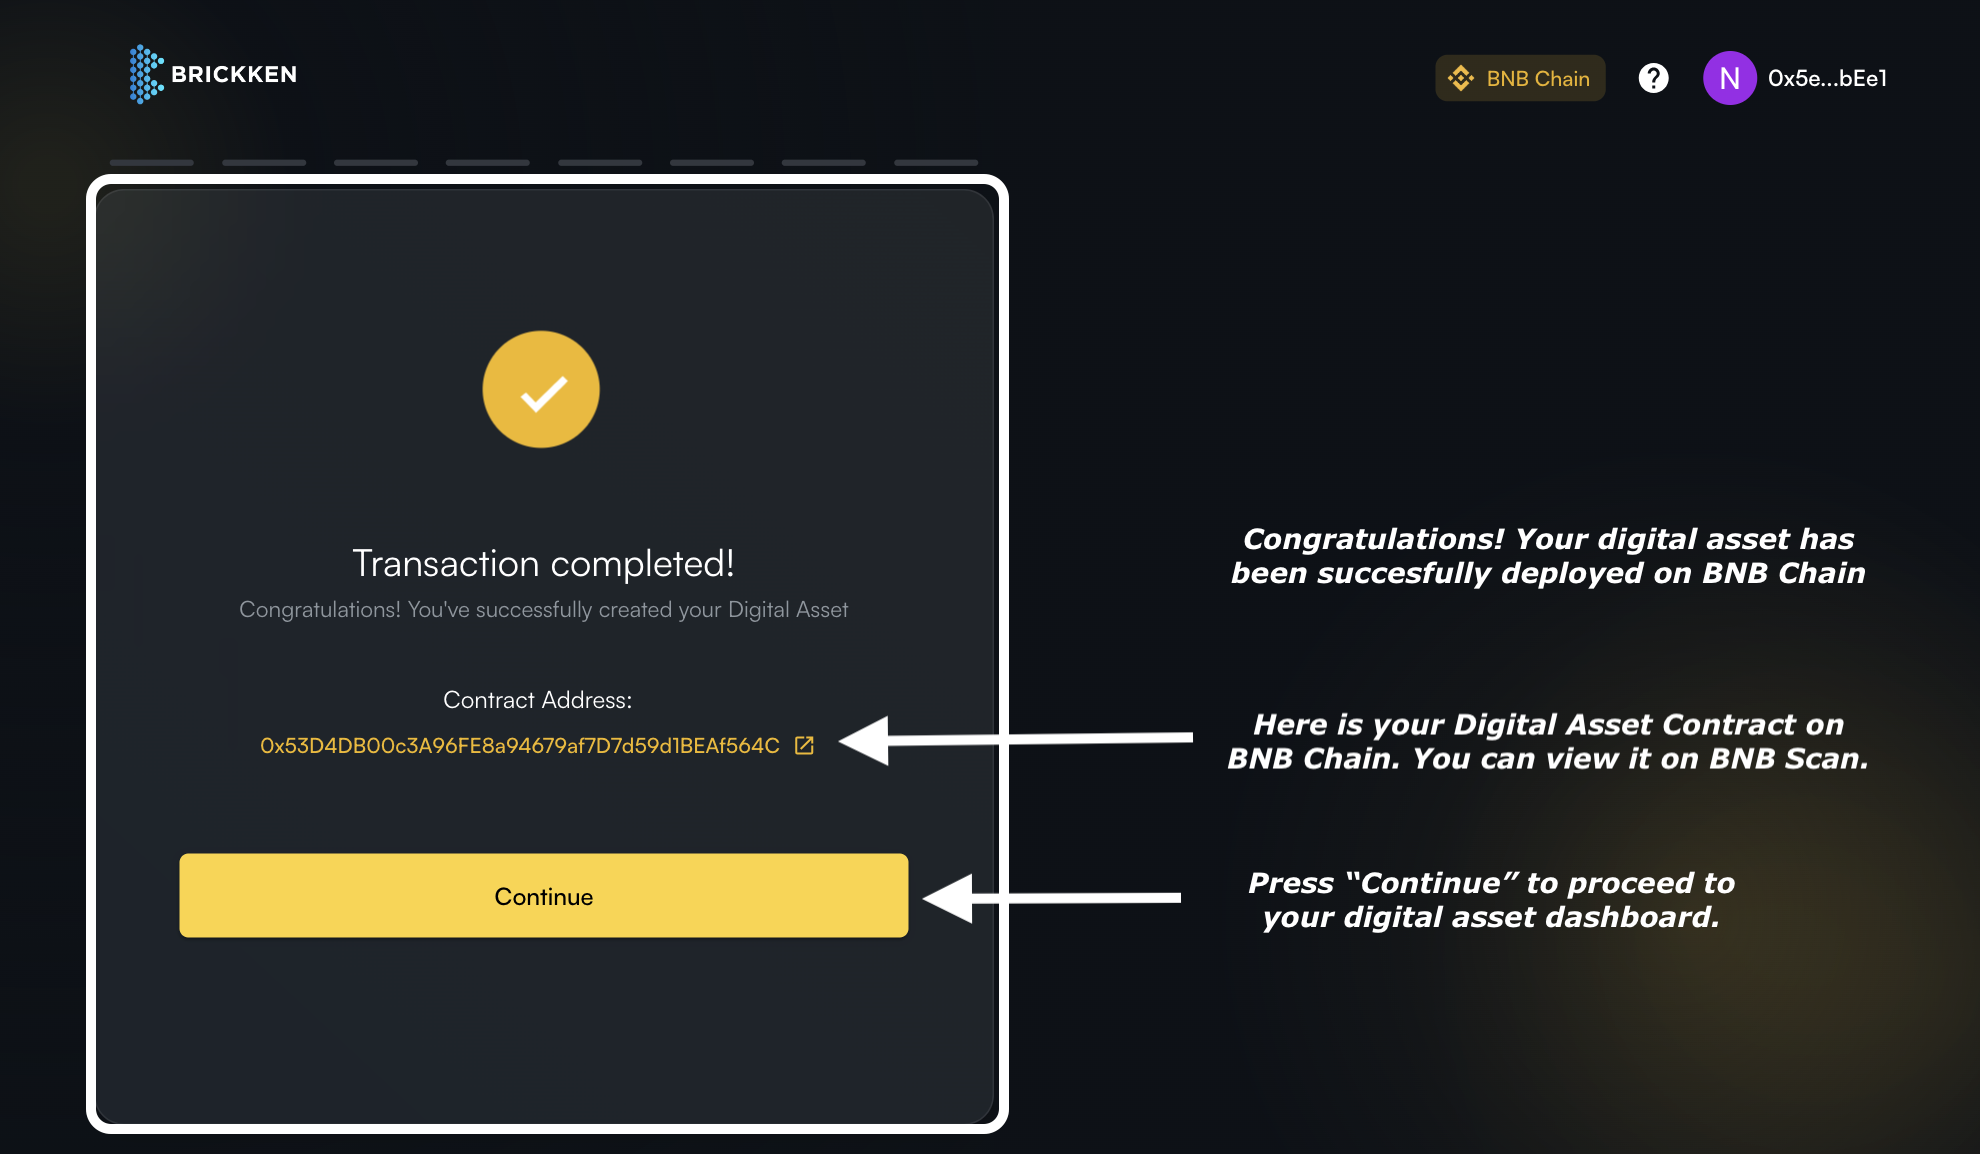 BRICKKEN
BNB Chain
?
N
0x5e...bEe1
Transaction completed!
Congratulations! You've successfully created your Digital Asset
Contract Address:
0x53D4DB00c3A96FE8a94679af7D7d59d1BEAf564C
Continue
Congratulations! Your digital asset has
been succesfully deployed on BNB Chain
Here is your Digital Asset Contract on
BNB Chain. You can view it on BNB Scan.
Press “Continue” to proceed to
your digital asset dashboard.